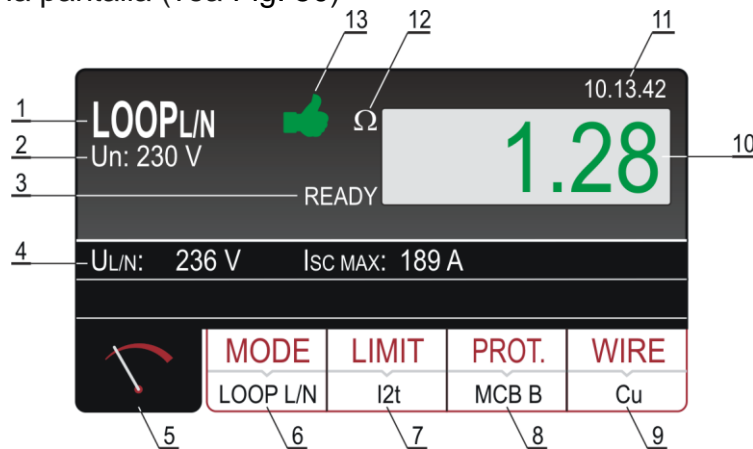 la pantalla (vea Fig. 50)
13 12 11
10.13.42
1 LOOPL/N Ω
2 Un: 230 V 1.28 10
3 READY
4 UL/N: 236 V ISC MAX: 189 A
MODE LIMIT PROT. WIRE
LOOP L/N I2t MCB B Cu
5 6 7 8 9